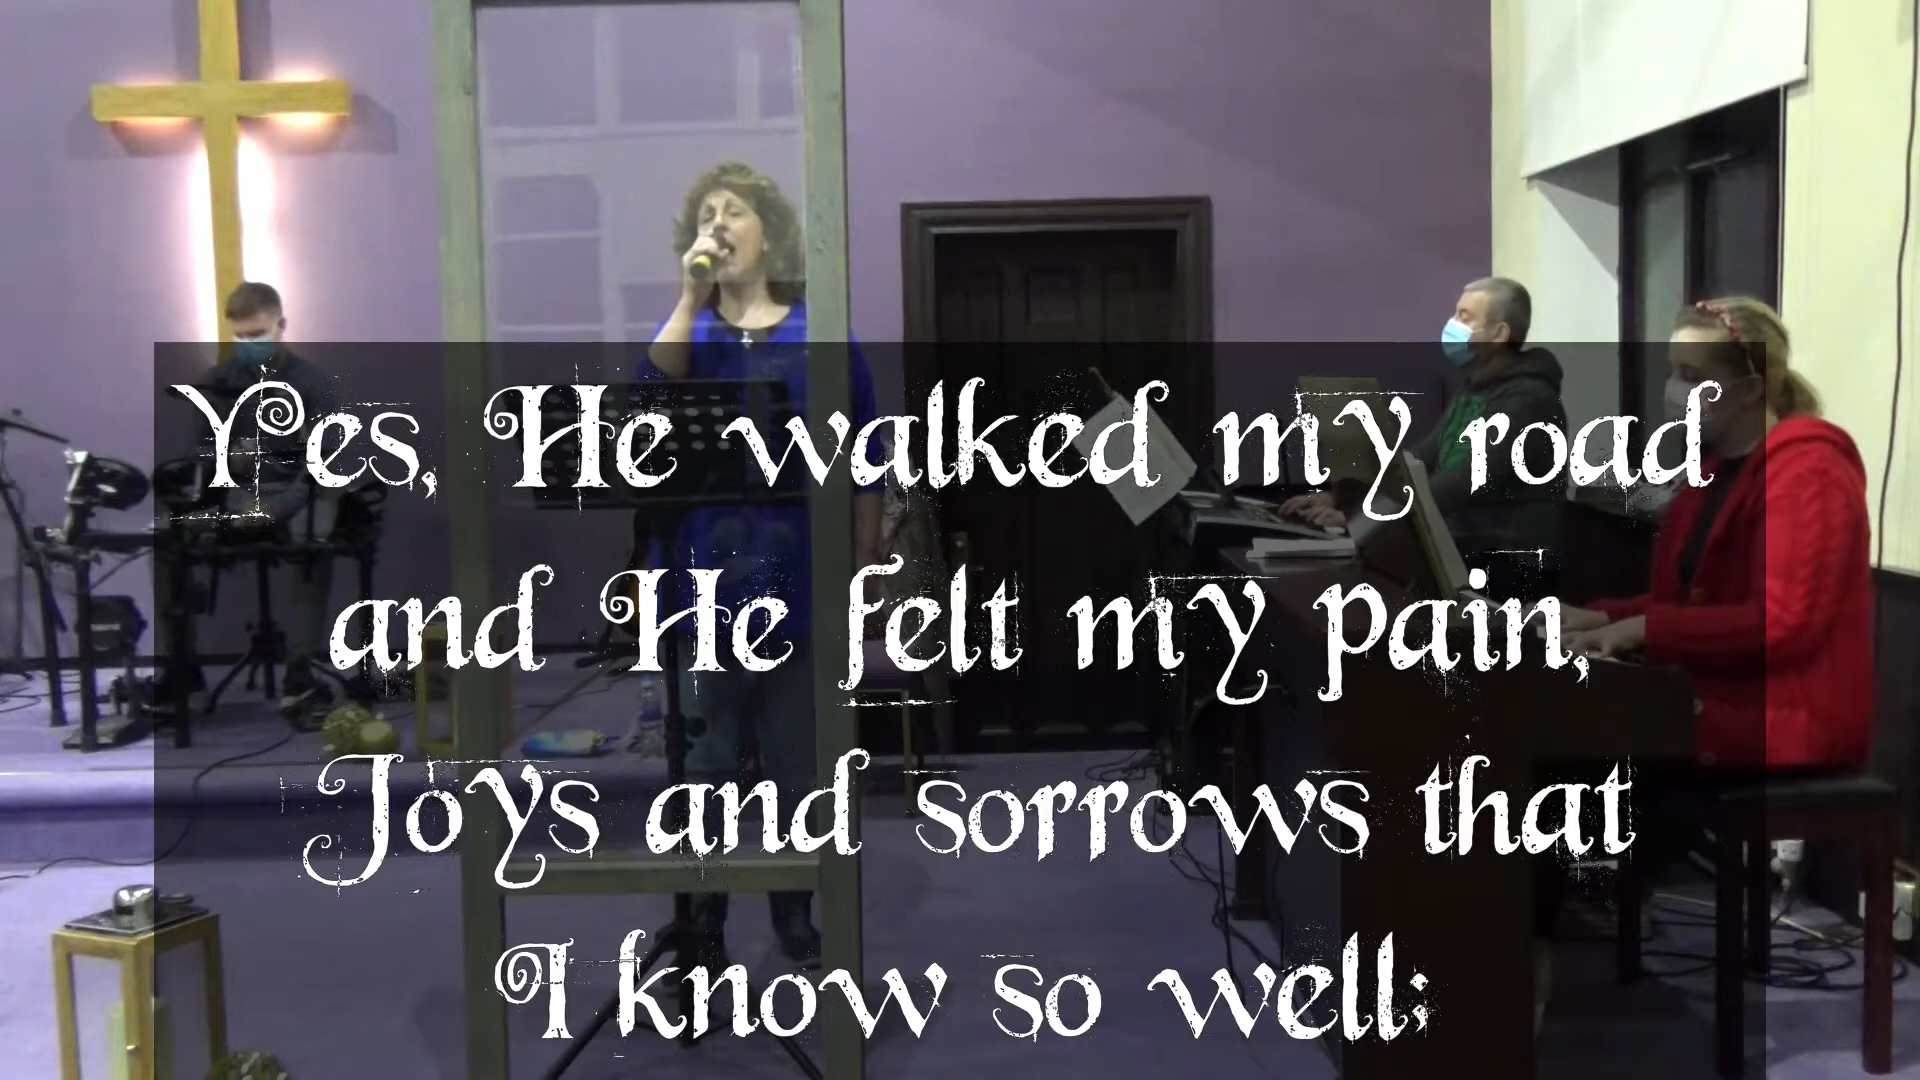 Yes, He walked my road
and He felt my pain,
Joys and sorrows that
I know so well;